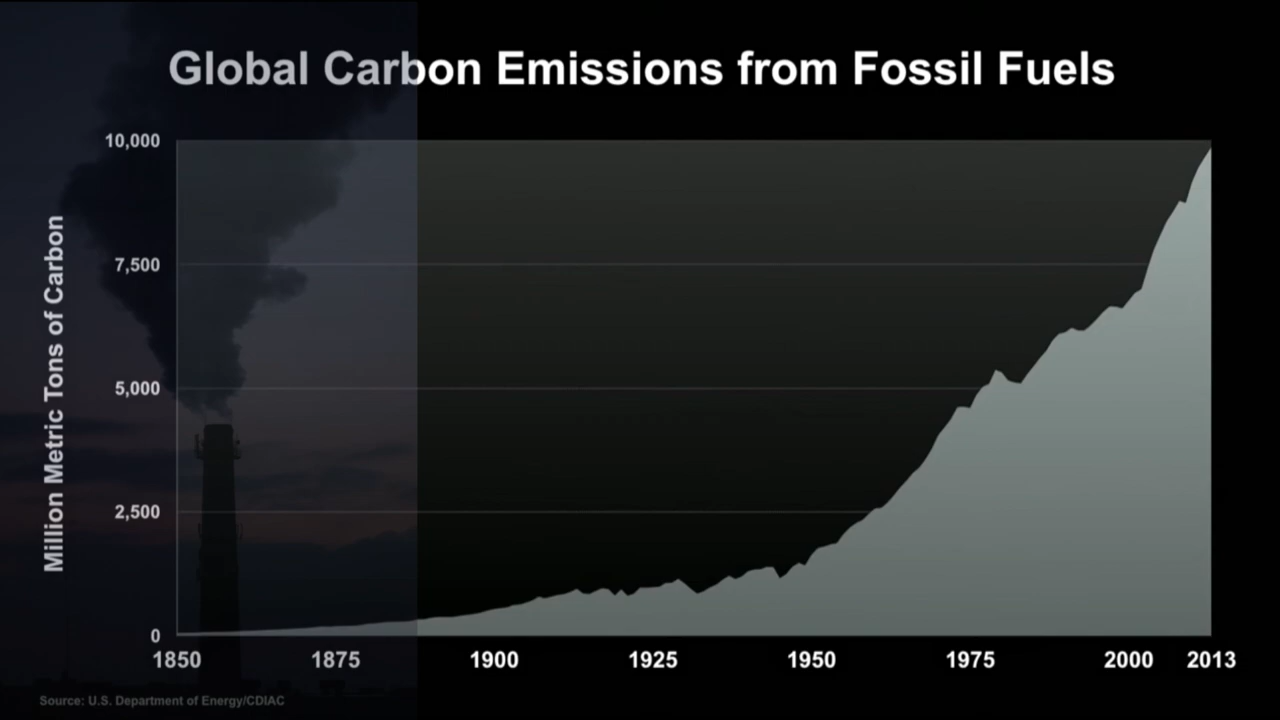 Global Carbon Emissions from Fossil Fuels
Million Metric Tons of Carbon
10,000
7,500
5,000
2,500
0
1850 1875 1900 1925 1950 1975 2000 2013
Source: U.S. Department of Energy/CDIAC